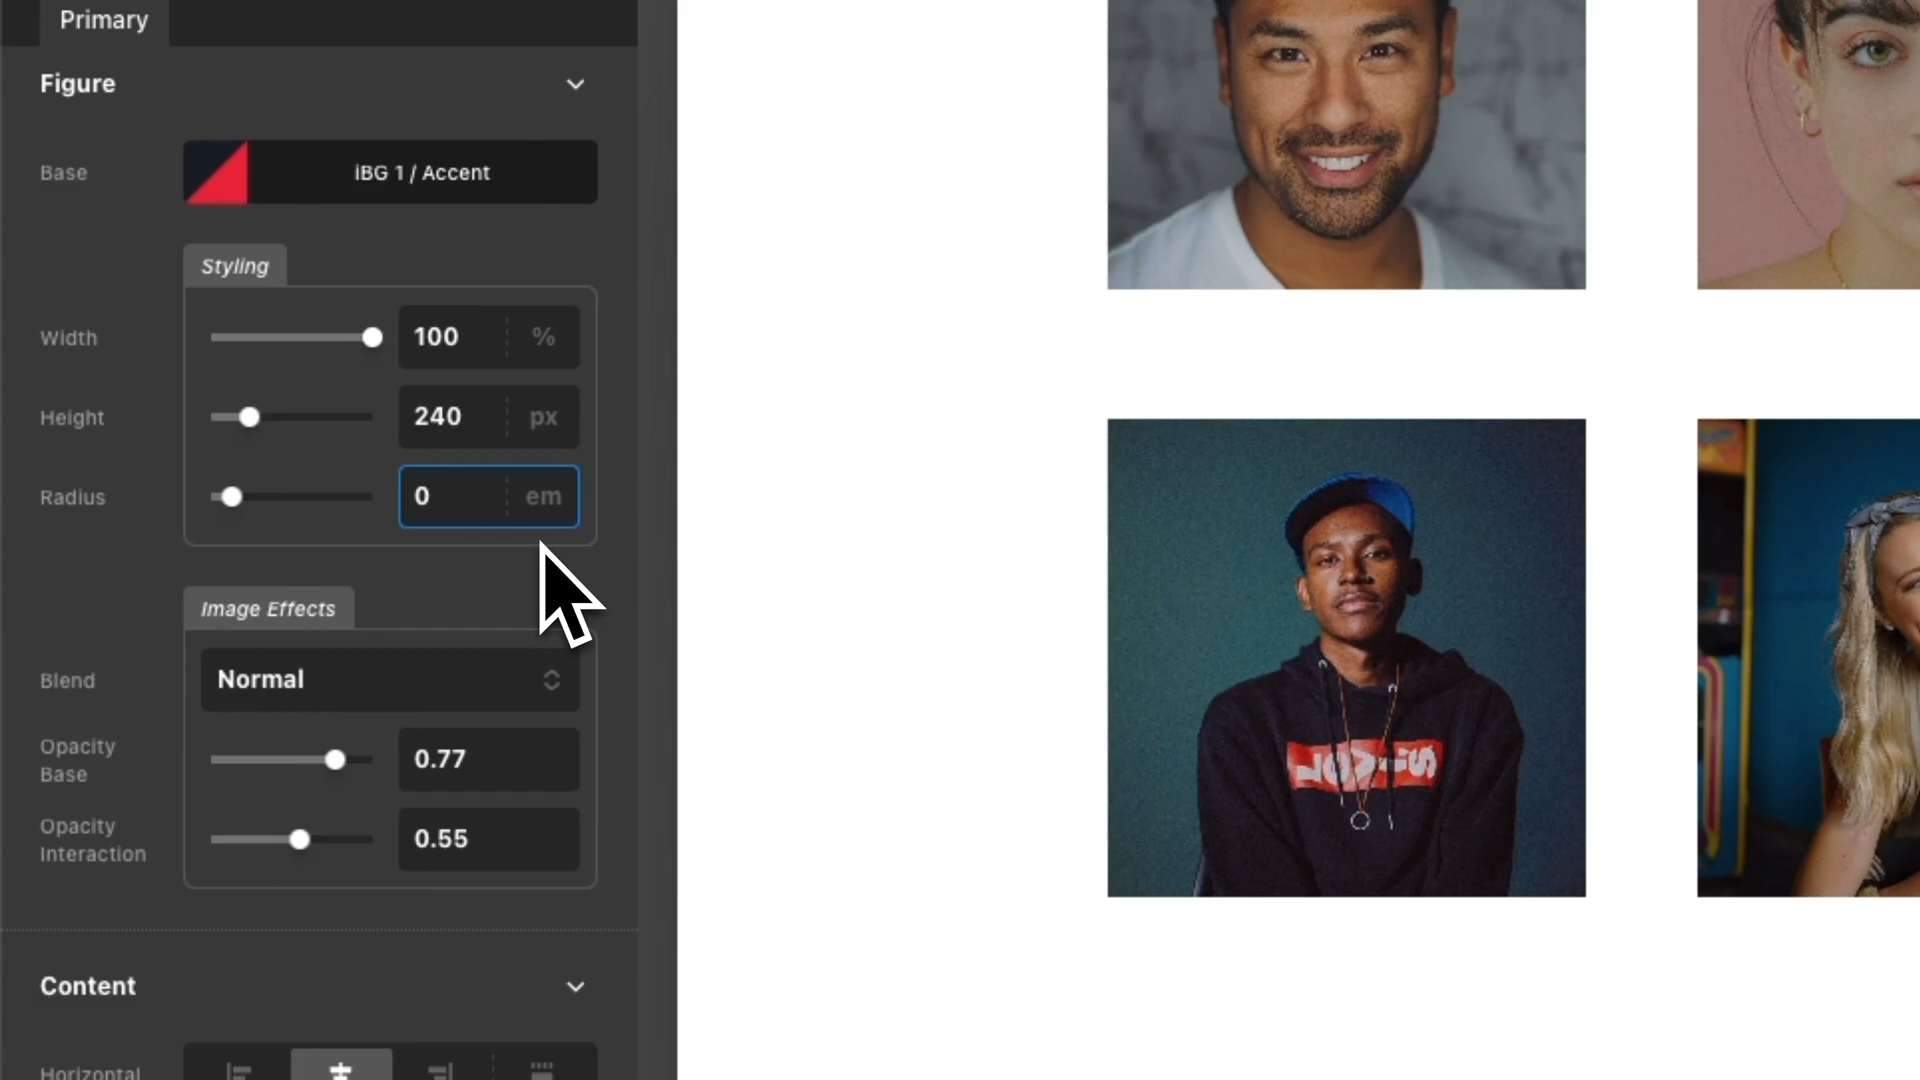 Primary
Figure
Base
iBG 1 / Accent
Styling
Width
100
%
Height
240
px
Radius
0
em
Image Effects
Blend
Normal
Opacity
Base
0.77
Opacity
Interaction
0.55
Content
Horizontal